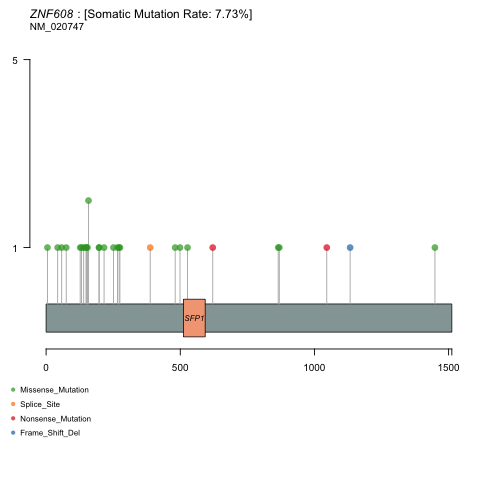 ZNF608 : [Somatic Mutation Rate: 7.73%]
NM_020747
5
1
SFP1
0 500 1000 1500
Missense_Mutation
Splice_Site
Nonsense_Mutation
Frame_Shift_Del